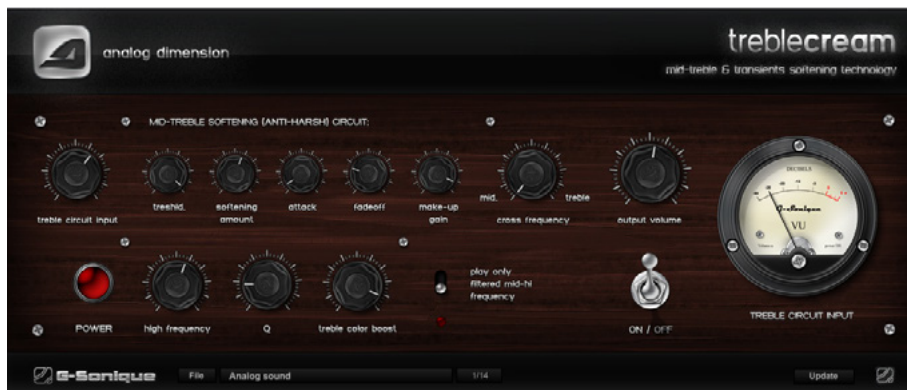 analog dimension
treblecream
mid-treble & transients softening technology
MID-TREBLE SOFTENING (ANTI-HARSH) CIRCUIT:
treble circuit input
treshld.
softening amount
attack
fadeoff
make-up gain
mid.
treble
cross frequency
output volume
DECIBELS
G-Sonique
VU
TREBLE CIRCUIT INPUT
POWER
high frequency
Q
treble color boost
play only
filtered mid-hi
frequency
ON / OFF
G-Sonique
File
Analog sound
1/14
Update